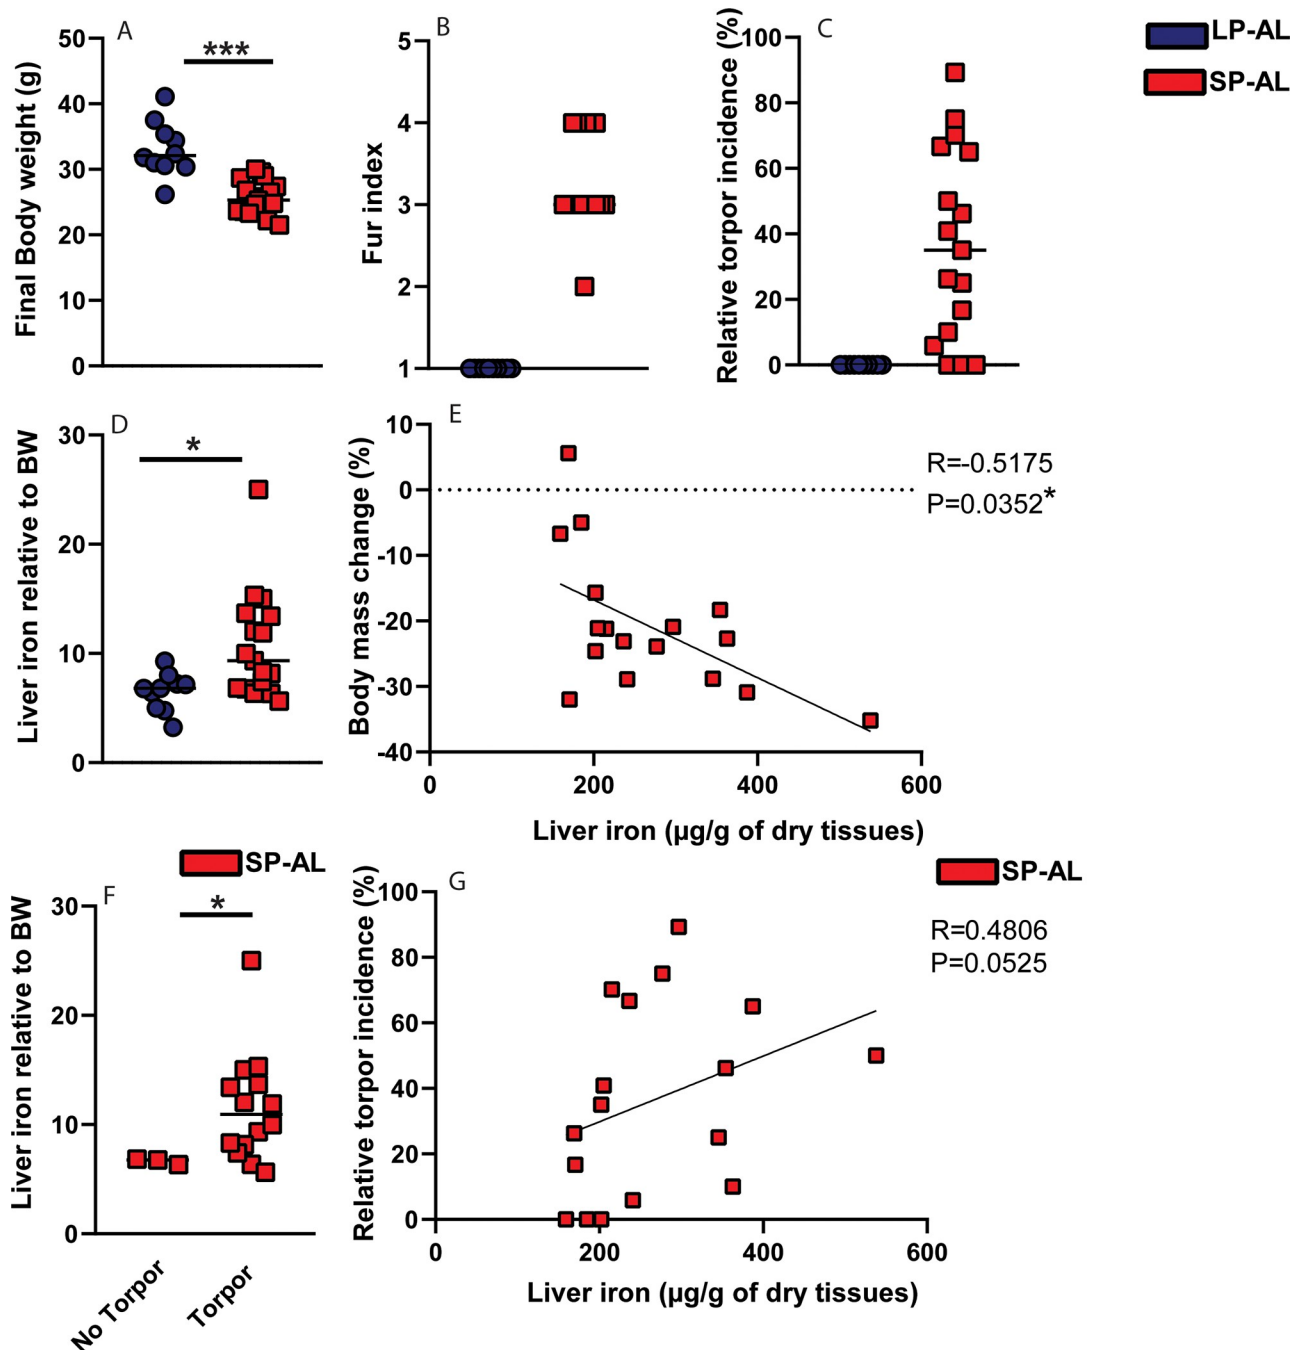 A
Final Body weight (g)
50
40
30
20
10
0
***
B
Fur index
5
4
3
2
1
C
Relative torpor incidence (%)
100
80
60
40
20
0
LP-AL
SP-AL
D
Liver iron relative to BW
30
20
10
0
*
E
Body mass change (%)
10
0
-10
-20
-30
-40
0
200
400
600
Liver iron (µg/g of dry tissues)
R=-0.5175
P=0.0352*
SP-AL
F
Liver iron relative to BW
30
20
10
0
*
No Torpor
Torpor
G
Relative torpor incidence (%)
100
80
60
40
20
0
0
200
400
600
Liver iron (µg/g of dry tissues)
SP-AL
R=0.4806
P=0.0525